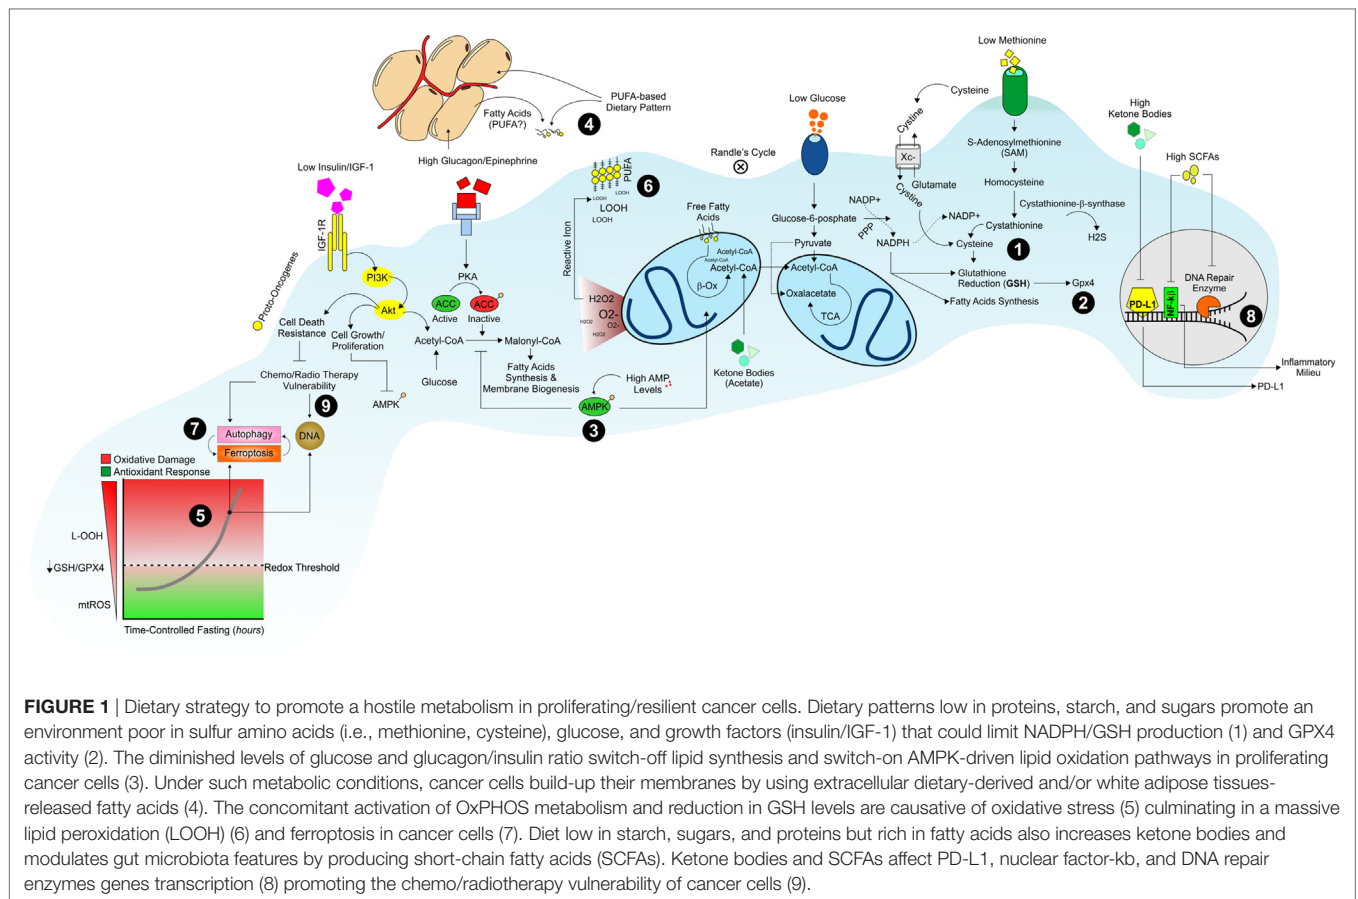 Low Methionine
Cysteine
Cystine
High
Ketone Bodies
PUFA-based
Dietary Pattern
Fatty Acids
(PUFA?)
4
Low Glucose
S-Adenosylmethionine
(SAM)
Xc-
High SCFAs
High Glucagon/Epinephrine
Randle's Cycle
Low Insulin/IGF-1
PUFA
6
LOOH
LOOH
LOOH
LOOH
Homocysteine
Glutamate
Cystine
Cystathionine-β-synthase
NADP+
NADP+
Free Fatty
Acids
Glucose-6-posphate
PPP
Cystathionine
H2S
IGF-1R
NADPH
Cysteine
1
Pyruvate
Acetyl-CoA
Acetyl-CoA
Acetyl-CoA
Acetyl-CoA
β-Ox
Oxalacetate
TCA
Glutathione
Reduction (GSH)
Gpx4
2
Fatty Acids Synthesis
DNA Repair
Enzyme
PD-L1
NF-kβ
8
Reactive Iron
PI3K
PKA
Proto-Oncogenes
Akt
ACC
Active
ACC
Inactive
H2O2
O2-
O2-
H2O2
H2O2
Cell Death
Resistance
Cell Growth/
Proliferation
Acetyl-CoA
Malonyl-CoA
Fatty Acids
Synthesis &
Membrane Biogenesis
Glucose
Ketone Bodies
(Acetate)
High AMP
Levels
AMPK
3
Inflammatory
Milieu
PD-L1
Chemo/Radio Therapy
Vulnerability
AMPK
9
7
Autophagy
Ferroptosis
DNA
Oxidative Damage
Antioxidant Response
5
L-OOH
GSH/GPX4
Redox Threshold
mtROS
Time-Controlled Fasting (hours)
FIGURE 1 | Dietary strategy to promote a hostile metabolism in proliferating/resilient cancer cells. Dietary patterns low in proteins, starch, and sugars promote an
environment poor in sulfur amino acids (i.e., methionine, cysteine), glucose, and growth factors (insulin/IGF-1) that could limit NADPH/GSH production (1) and GPX4
activity (2). The diminished levels of glucose and glucagon/insulin ratio switch-off lipid synthesis and switch-on AMPK-driven lipid oxidation pathways in proliferating
cancer cells (3). Under such metabolic conditions, cancer cells build-up their membranes by using extracellular dietary-derived and/or white adipose tissues-
released fatty acids (4). The concomitant activation of OxPHOS metabolism and reduction in GSH levels are causative of oxidative stress (5) culminating in a massive
lipid peroxidation (LOOH) (6) and ferroptosis in cancer cells (7). Diet low in starch, sugars, and proteins but rich in fatty acids also increases ketone bodies and
modulates gut microbiota features by producing short-chain fatty acids (SCFAs). Ketone bodies and SCFAs affect PD-L1, nuclear factor-kb, and DNA repair
enzymes genes transcription (8) promoting the chemo/radiotherapy vulnerability of cancer cells (9).